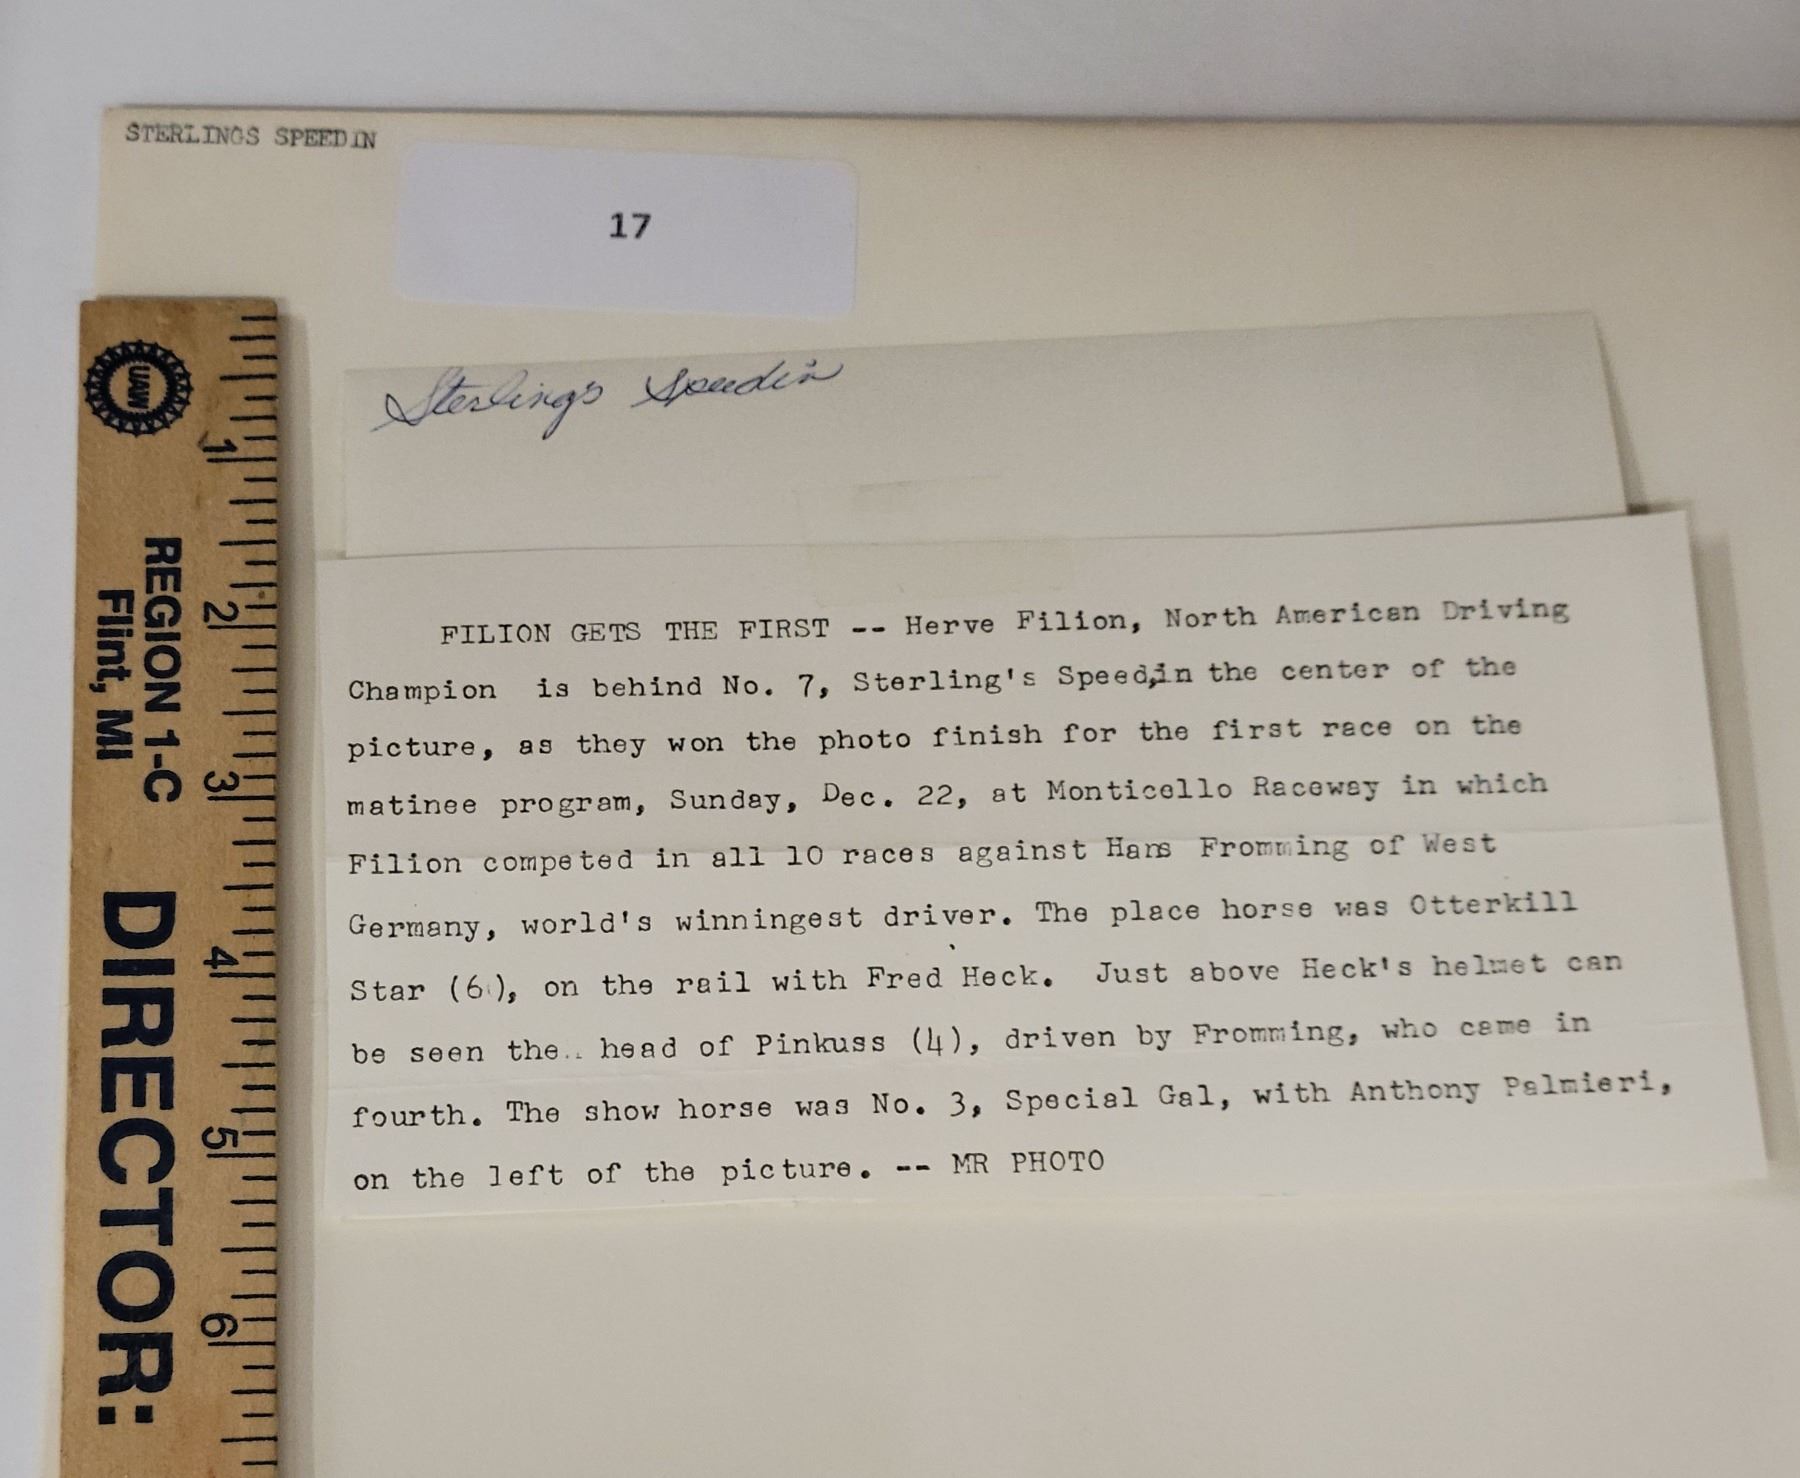 STERLINGS SPEEDIN
17
Sterlings Speedin
FILION GETS THE FIRST -- Herve Filion, North American Driving
Champion is behind No. 7, Sterling's Speed,in the center of the
picture, as they won the photo finish for the first race on the
matinee program, Sunday, Dec. 22, at Monticello Raceway in which
Filion competed in all 10 races against Hans Fromming of West
Germany, world's winningest driver. The place horse was Otterkill
Star (6), on the rail with Fred Heck. Just above Heck's helmet can
be seen the.. head of Pinkuss (4), driven by Fromming, who came in
fourth. The show horse was No. 3, Special Gal, with Anthony Palmieri,
on the left of the picture. -- MR PHOTO
UAW
REGION 1-C
Flint, MI
DIRECTOR:
1
2
3
4
5
6